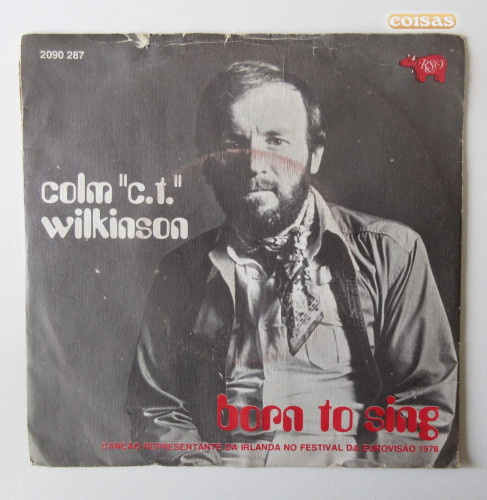 coisas
2090 287
RSO
colm "c.t."
wilkinson
born to sing
CANÇÃO REPRESENTANTE DA IRLANDA NO FESTIVAL DA EUROVISÃO 1978